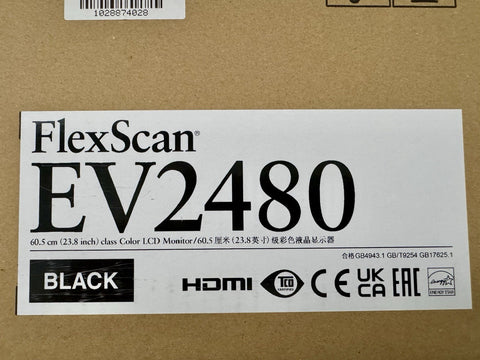 1028874028
FlexScan®
EV2480
60.5 cm (23.8 inch) class Color LCD Monitor/60.5厘米 (23.8英寸) 级彩色液晶显示器
合格GB4943.1 GB/T9254 GB17625.1
BLACK HDMI TCO CERTIFIED CE UK CA EAC ENERGY STAR